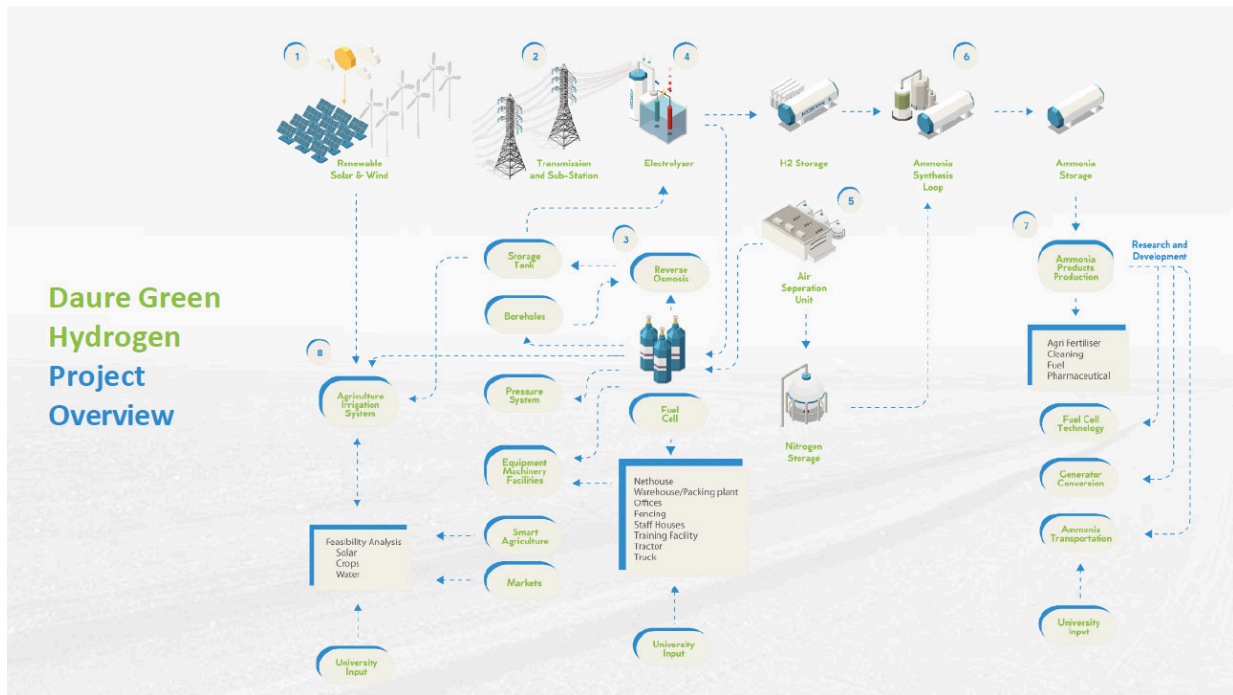 Daure Green
Hydrogen
Project
Overview
1
2
4
6
Renewable
Solar & Wind
Transmission
and Sub-Station
Electrolyser
H2 Storage
Ammonia
Synthesis
Loop
Ammonia
Storage
3
5
7
Storage
Tank
Reverse
Osmosis
Boreholes
Air
Seperation
Unit
Ammonia
Products
Production
Research and
Development
8
Agriculture
Irrigation
System
Pressure
System
Fuel
Cell
Nitrogen
Storage
Agri Fertiliser
Cleaning
Fuel
Pharmaceutical
Fuel Cell
Technology
Equipment
Machinery
Facilities
Nethouse
Warehouse/Packing plant
Offices
Fencing
Staff Houses
Training Facility
Tractor
Truck
Generator
Conversion
Feasibility Analysis
Solar
Crops
Water
Smart
Agriculture
Markets
Ammonia
Transportation
University
Input
University
Input
University
Input